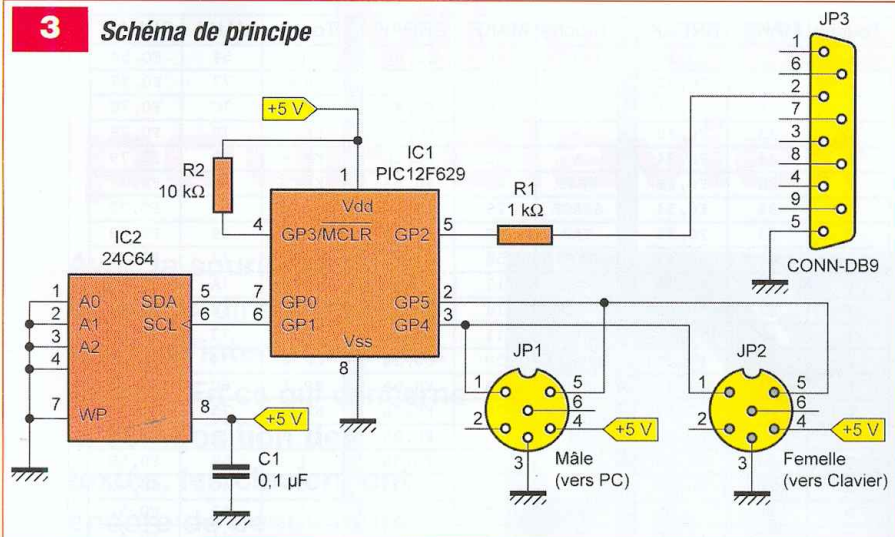 3 Schéma de principe
JP3
1
6
2
7
3
8
4
9
5
CONN-DB9
+5 V
R2
10 kΩ
IC1
PIC12F629
1
Vdd
4
GP3/MCLR
GP2
5
R1
1 kΩ
IC2
24C64
1
A0
SDA
5
7
GP0
GP5
2
2
A1
SCL
6
6
GP1
GP4
3
3
A2
4
Vss
8
7
WP
8
+5 V
C1
0,1 µF
JP1
1
5
6
2
4
+5 V
3
Mâle
(vers PC)
JP2
1
5
6
2
4
+5 V
3
Femelle
(vers Clavier)